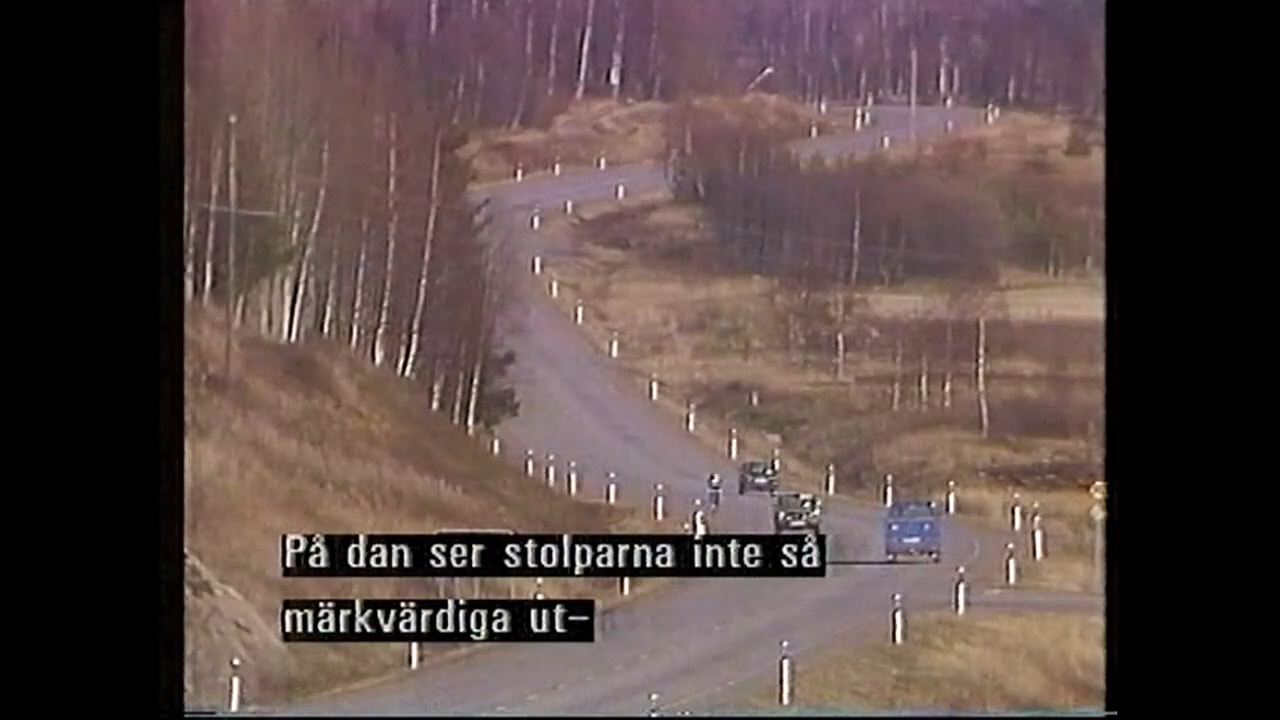 På dan ser stolparna inte så
märkvärdiga ut–